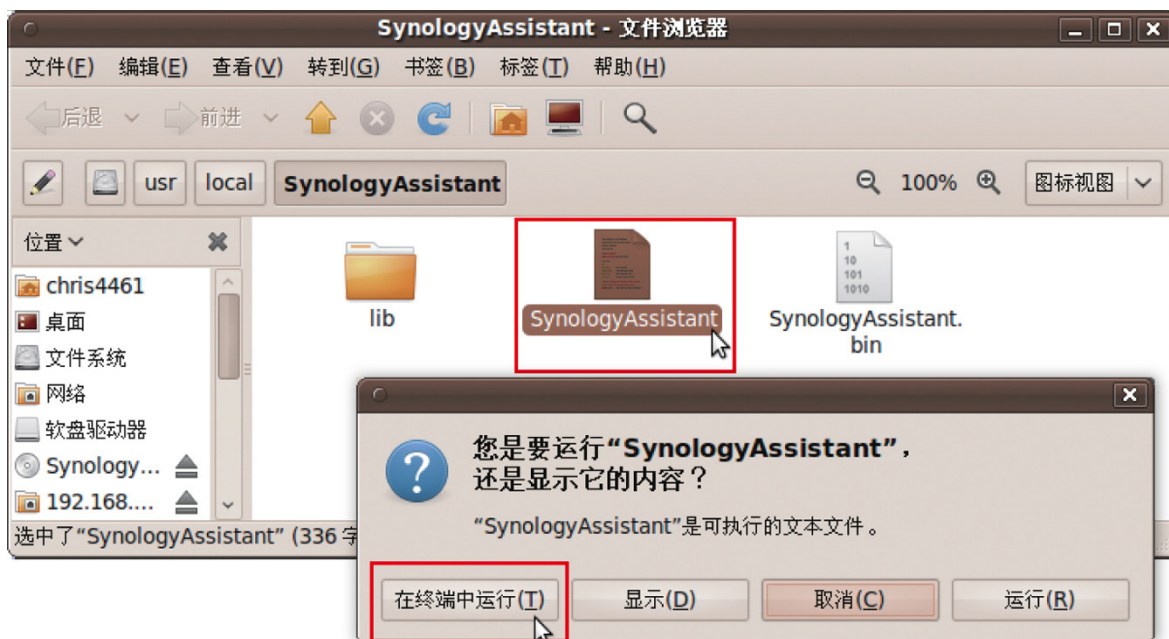 SynologyAssistant - 文件浏览器
文件(F) 编辑(E) 查看(V) 转到(G) 书签(B) 标签(T) 帮助(H)
后退 前进
usr local SynologyAssistant 100% 图标视图
位置
chris4461
桌面
文件系统
网络
软盘驱动器
Synology...
192.168....
lib
SynologyAssistant
1
10
101
1010
SynologyAssistant.
bin
选中了“SynologyAssistant” (336 字
您是要运行“SynologyAssistant”,
还是显示它的内容？
“SynologyAssistant”是可执行的文本文件。
在终端中运行(T) 显示(D) 取消(C) 运行(R)